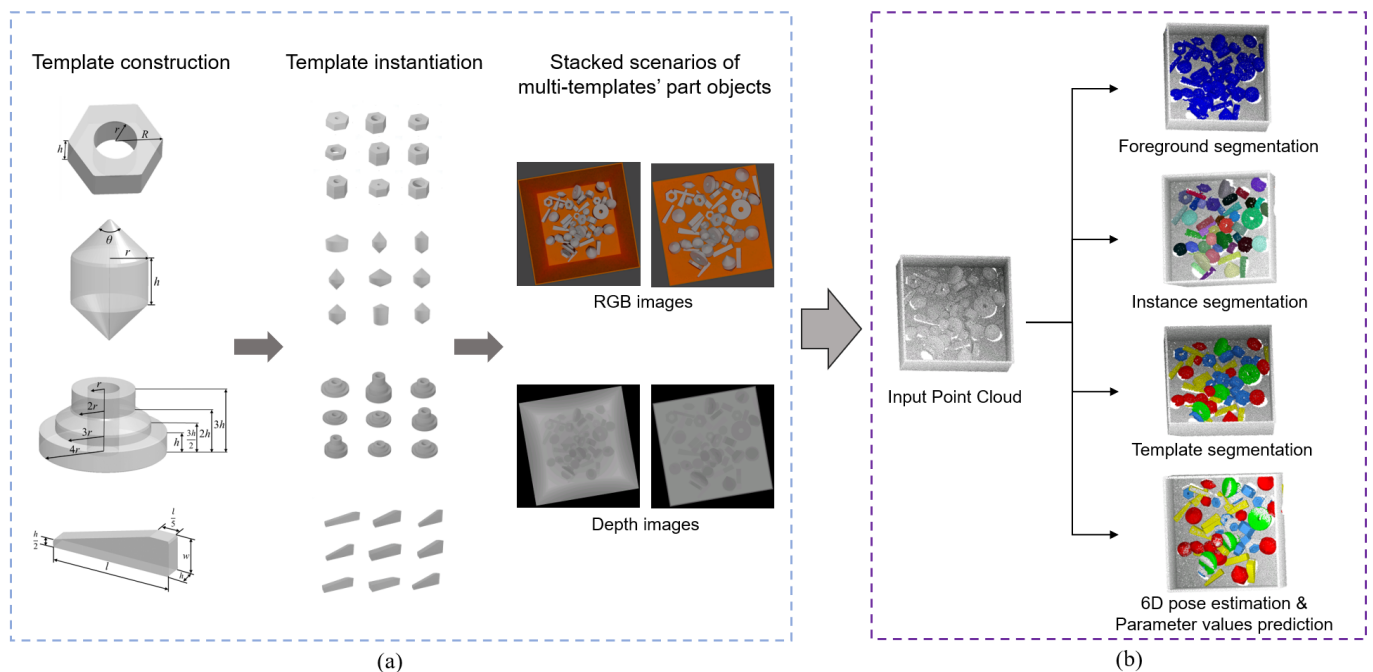 Template construction
Template instantiation
Stacked scenarios of
multi-templates' part objects
r
R
h
θ
r
h
r
2r
3r
4r
h
3h/2
2h
3h
h/2
l
l/5
w
h
RGB images
Depth images
(a)
Input Point Cloud
Foreground segmentation
Instance segmentation
Template segmentation
6D pose estimation &
Parameter values prediction
(b)